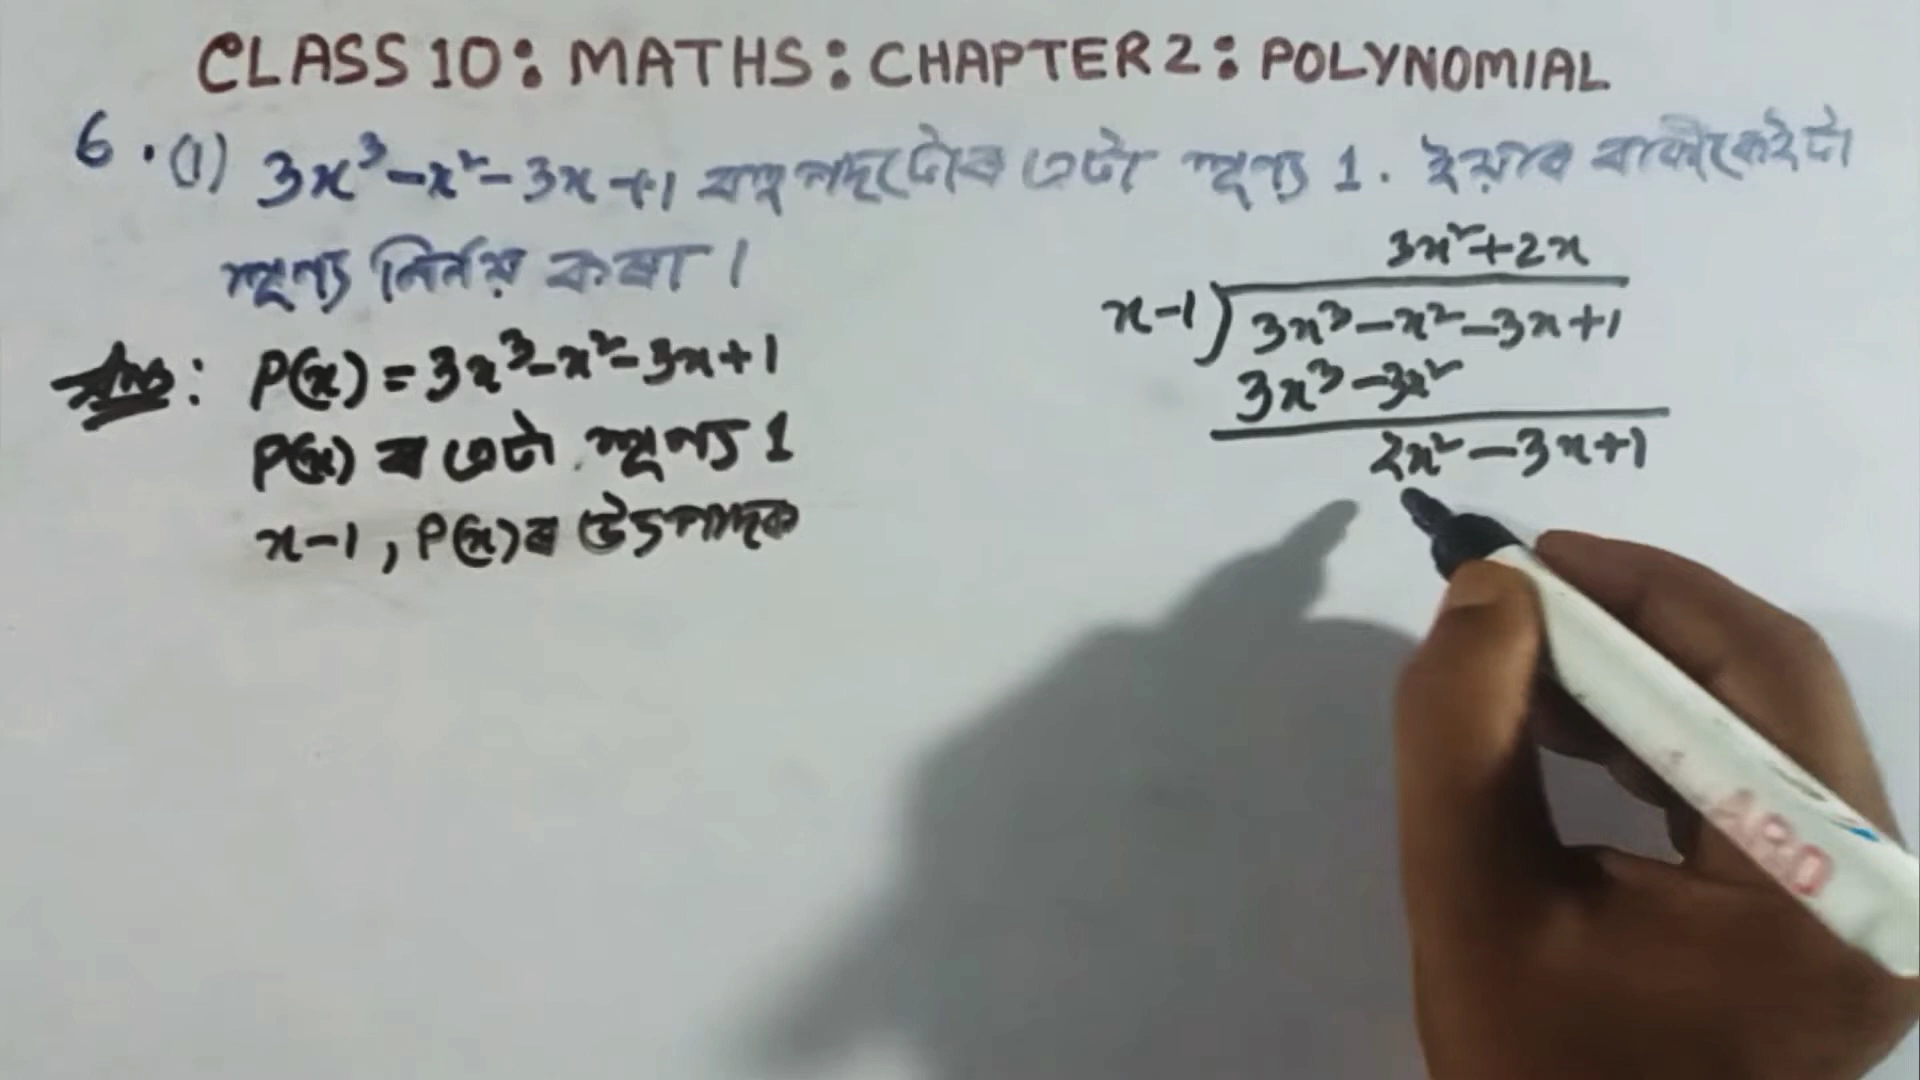 CLASS 10: MATHS: CHAPTER 2: POLYNOMIAL
6. (i) 3x³-x²-3x+1 বহুপদটোৰ এটা শূণ্য 1. ইয়াৰ বাকীকেইটা
শূণ্য নিৰ্নয় কৰা।
Ans: P(x) = 3x³-x²-3x+1
P(x) ৰ এটা শূণ্য 1
x-1, P(x)ৰ উৎপাদক
3x²+2x
x-1)3x³-x²-3x+1
3x³-3x²
2x²-3x+1